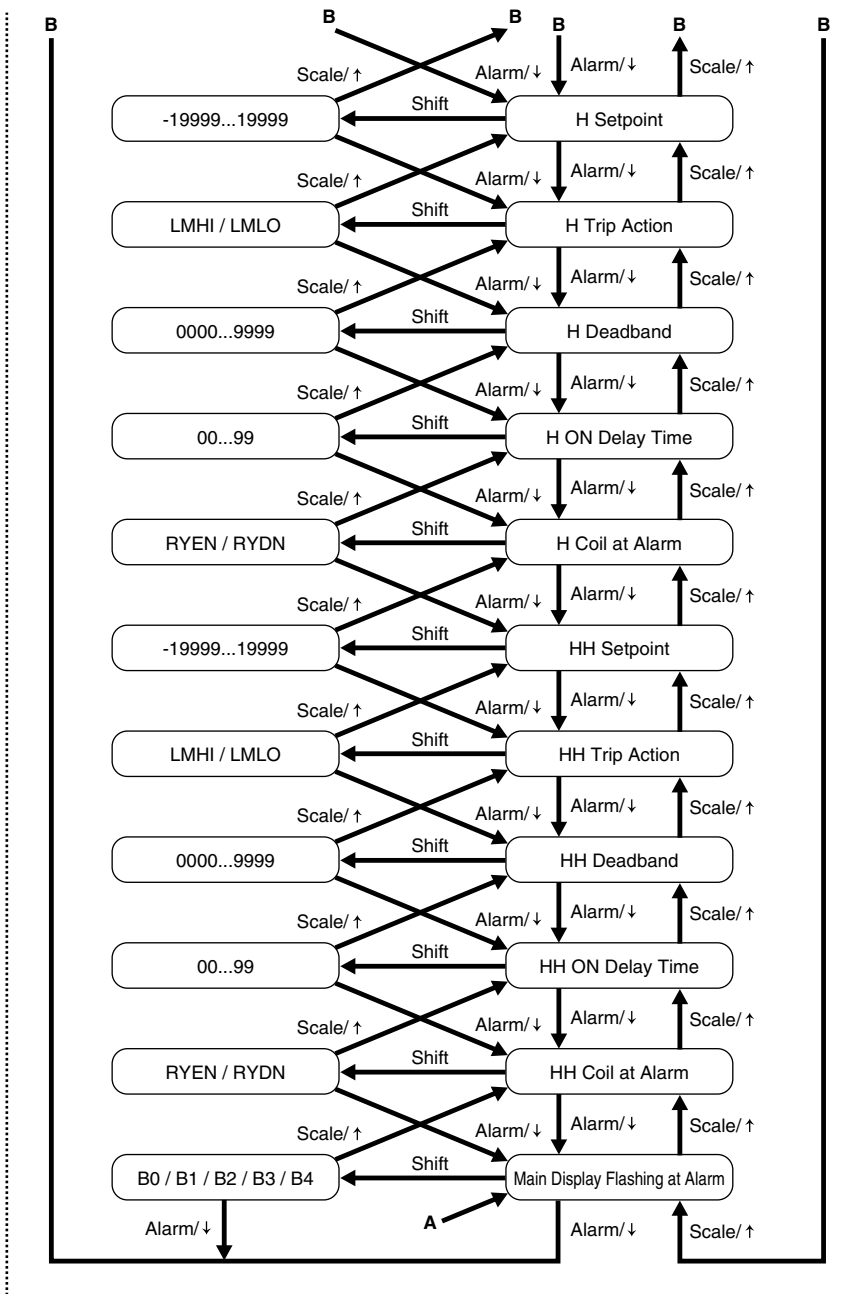 B B B B B B
Scale/↑ Alarm/↓ Alarm/↓ Scale/↑
-19999...19999 Shift H Setpoint
Scale/↑ Alarm/↓ Alarm/↓ Scale/↑
LMHI / LMLO Shift H Trip Action
Scale/↑ Alarm/↓ Alarm/↓ Scale/↑
0000...9999 Shift H Deadband
Scale/↑ Alarm/↓ Alarm/↓ Scale/↑
00...99 Shift H ON Delay Time
Scale/↑ Alarm/↓ Alarm/↓ Scale/↑
RYEN / RYDN Shift H Coil at Alarm
Scale/↑ Alarm/↓ Alarm/↓ Scale/↑
-19999...19999 Shift HH Setpoint
Scale/↑ Alarm/↓ Alarm/↓ Scale/↑
LMHI / LMLO Shift HH Trip Action
Scale/↑ Alarm/↓ Alarm/↓ Scale/↑
0000...9999 Shift HH Deadband
Scale/↑ Alarm/↓ Alarm/↓ Scale/↑
00...99 Shift HH ON Delay Time
Scale/↑ Alarm/↓ Alarm/↓ Scale/↑
RYEN / RYDN Shift HH Coil at Alarm
Scale/↑ Alarm/↓ Alarm/↓ Scale/↑
B0 / B1 / B2 / B3 / B4 Shift Main Display Flashing at Alarm
Alarm/↓ A Alarm/↓ Scale/↑